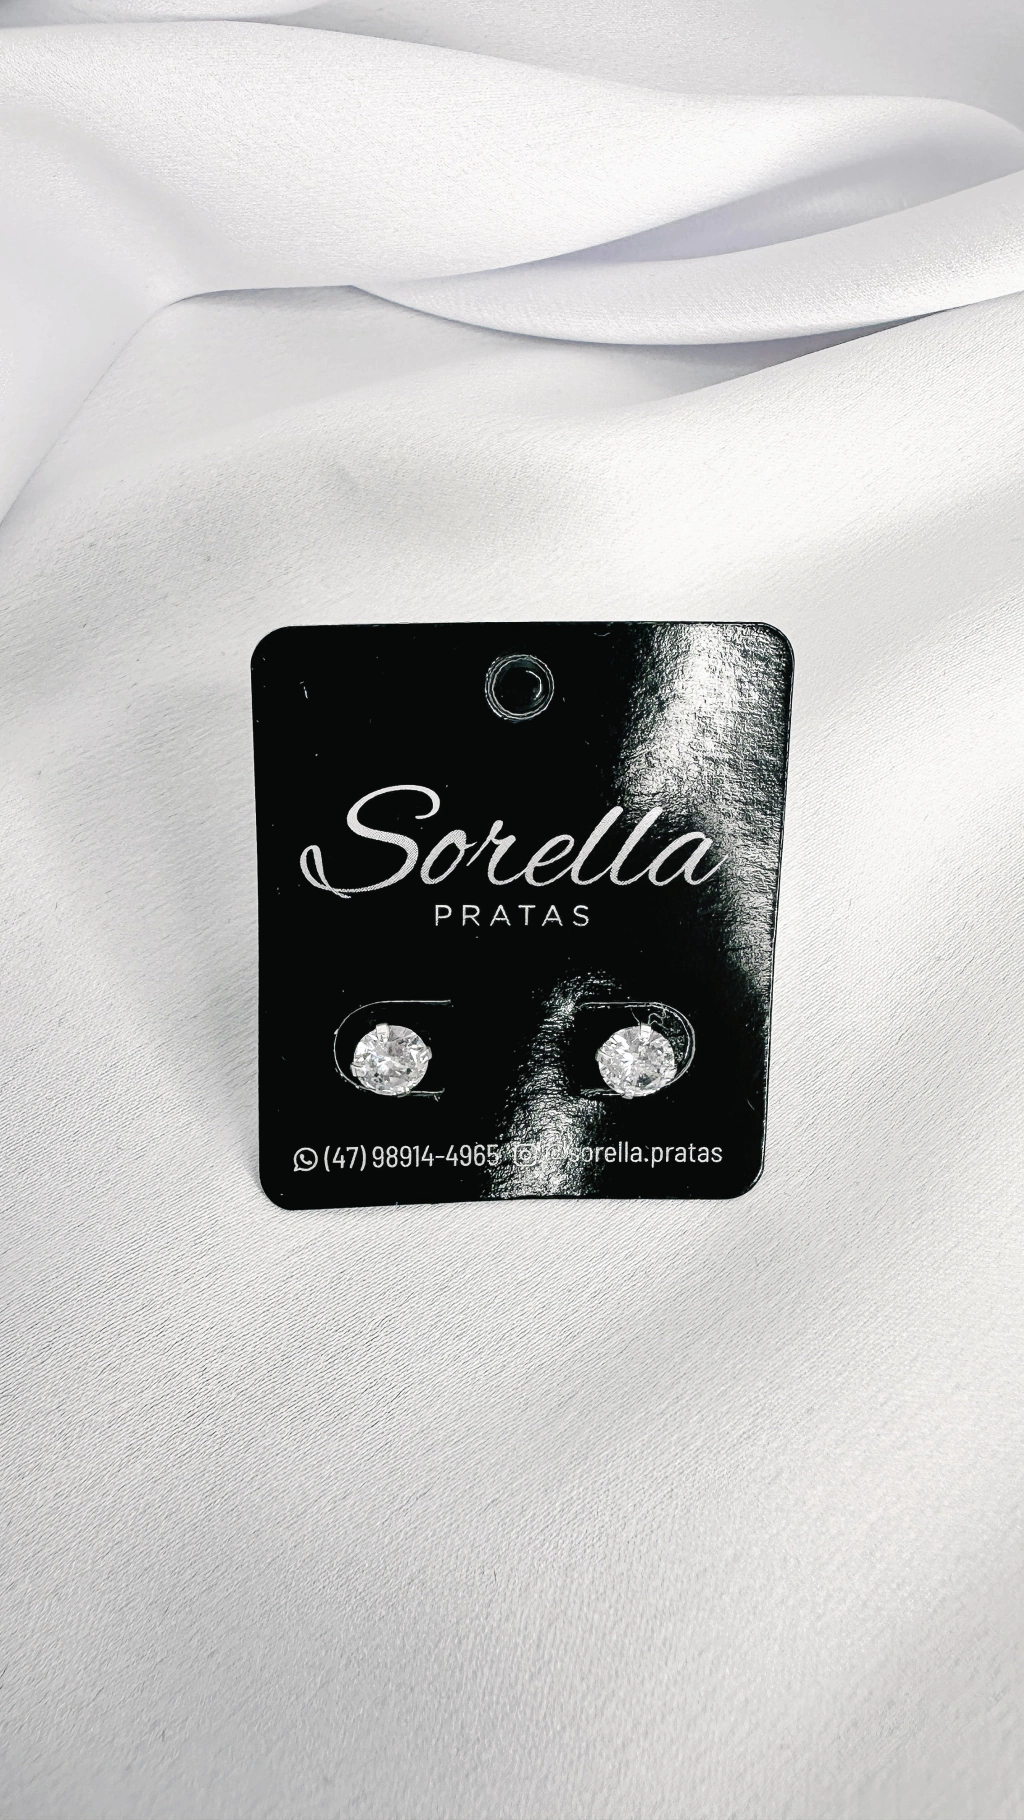 Sorella
PRATAS
(47) 98914-4965 @sorella.pratas